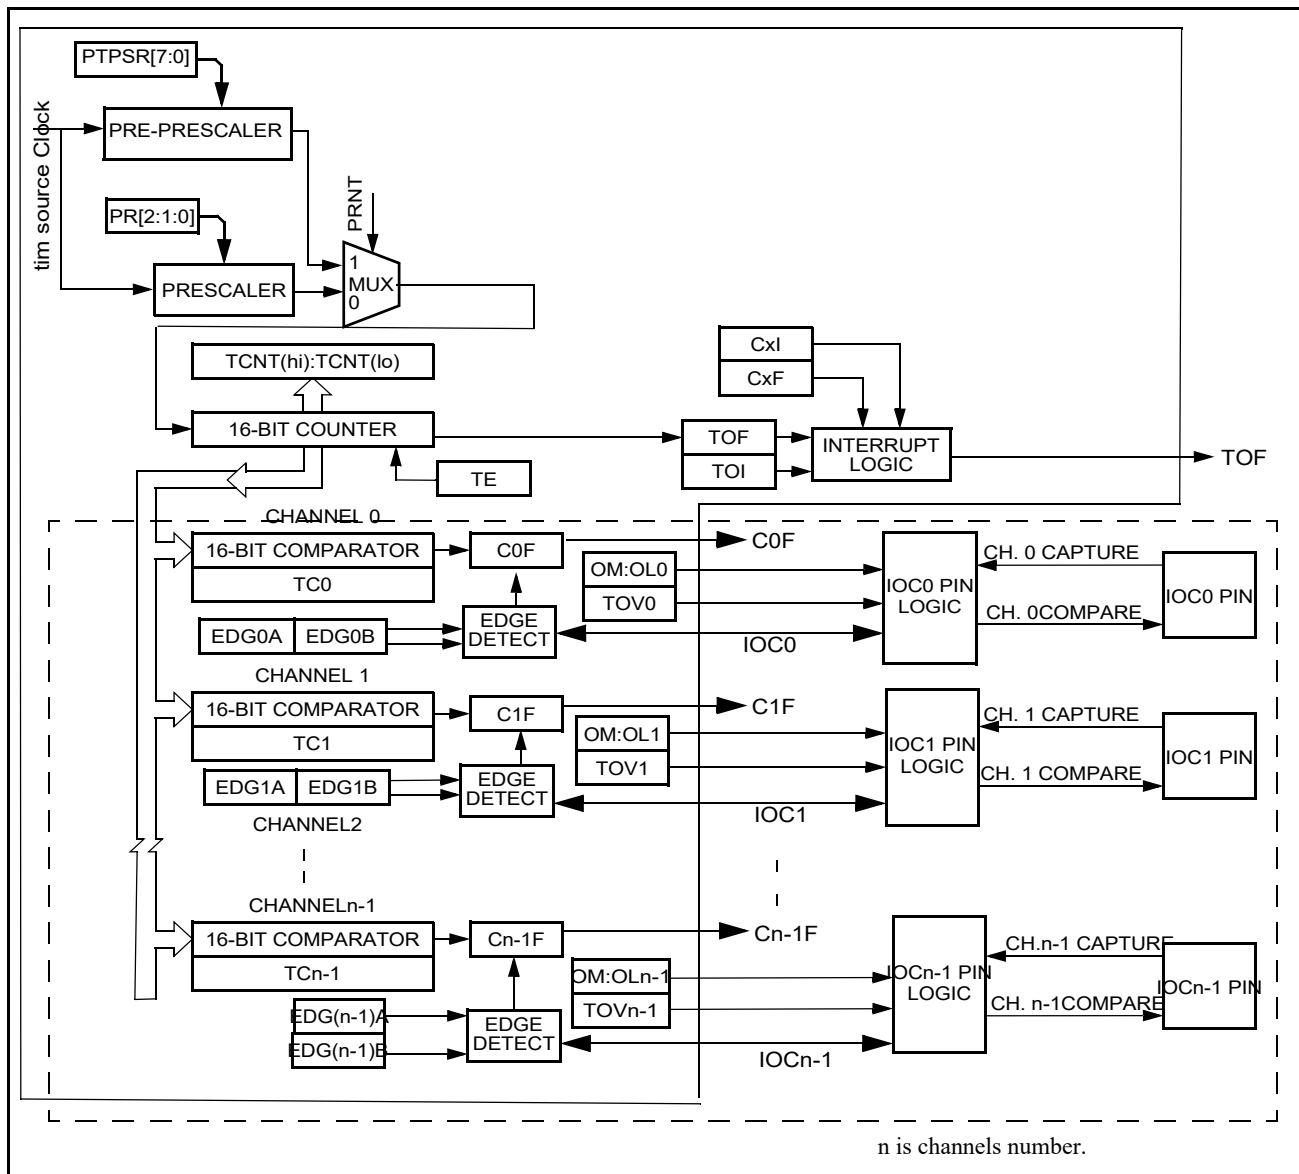 PTPSR[7:0]
tim source Clock
PRE-PRESCALER
PR[2:1:0]
PRNT
PRESCALER
1
MUX
0
TCNT(hi):TCNT(lo)
CxI
CxF
16-BIT COUNTER
TOF
TOI
INTERRUPT
LOGIC
TOF
TE
CHANNEL 0
16-BIT COMPARATOR
TC0
C0F
C0F
OM:OL0
TOV0
IOC0 PIN
LOGIC
CH. 0 CAPTURE
CH. 0COMPARE
IOC0 PIN
EDG0A
EDG0B
EDGE
DETECT
IOC0
CHANNEL 1
16-BIT COMPARATOR
TC1
C1F
C1F
OM:OL1
TOV1
IOC1 PIN
LOGIC
CH. 1 CAPTURE
CH. 1 COMPARE
IOC1 PIN
EDG1A
EDG1B
EDGE
DETECT
IOC1
CHANNEL2
CHANNELn-1
16-BIT COMPARATOR
TCn-1
Cn-1F
Cn-1F
OM:OLn-1
TOVn-1
IOCn-1 PIN
LOGIC
CH.n-1 CAPTURE
CH. n-1COMPARE
IOCn-1 PIN
EDG(n-1)A
EDG(n-1)B
EDGE
DETECT
IOCn-1
n is channels number.